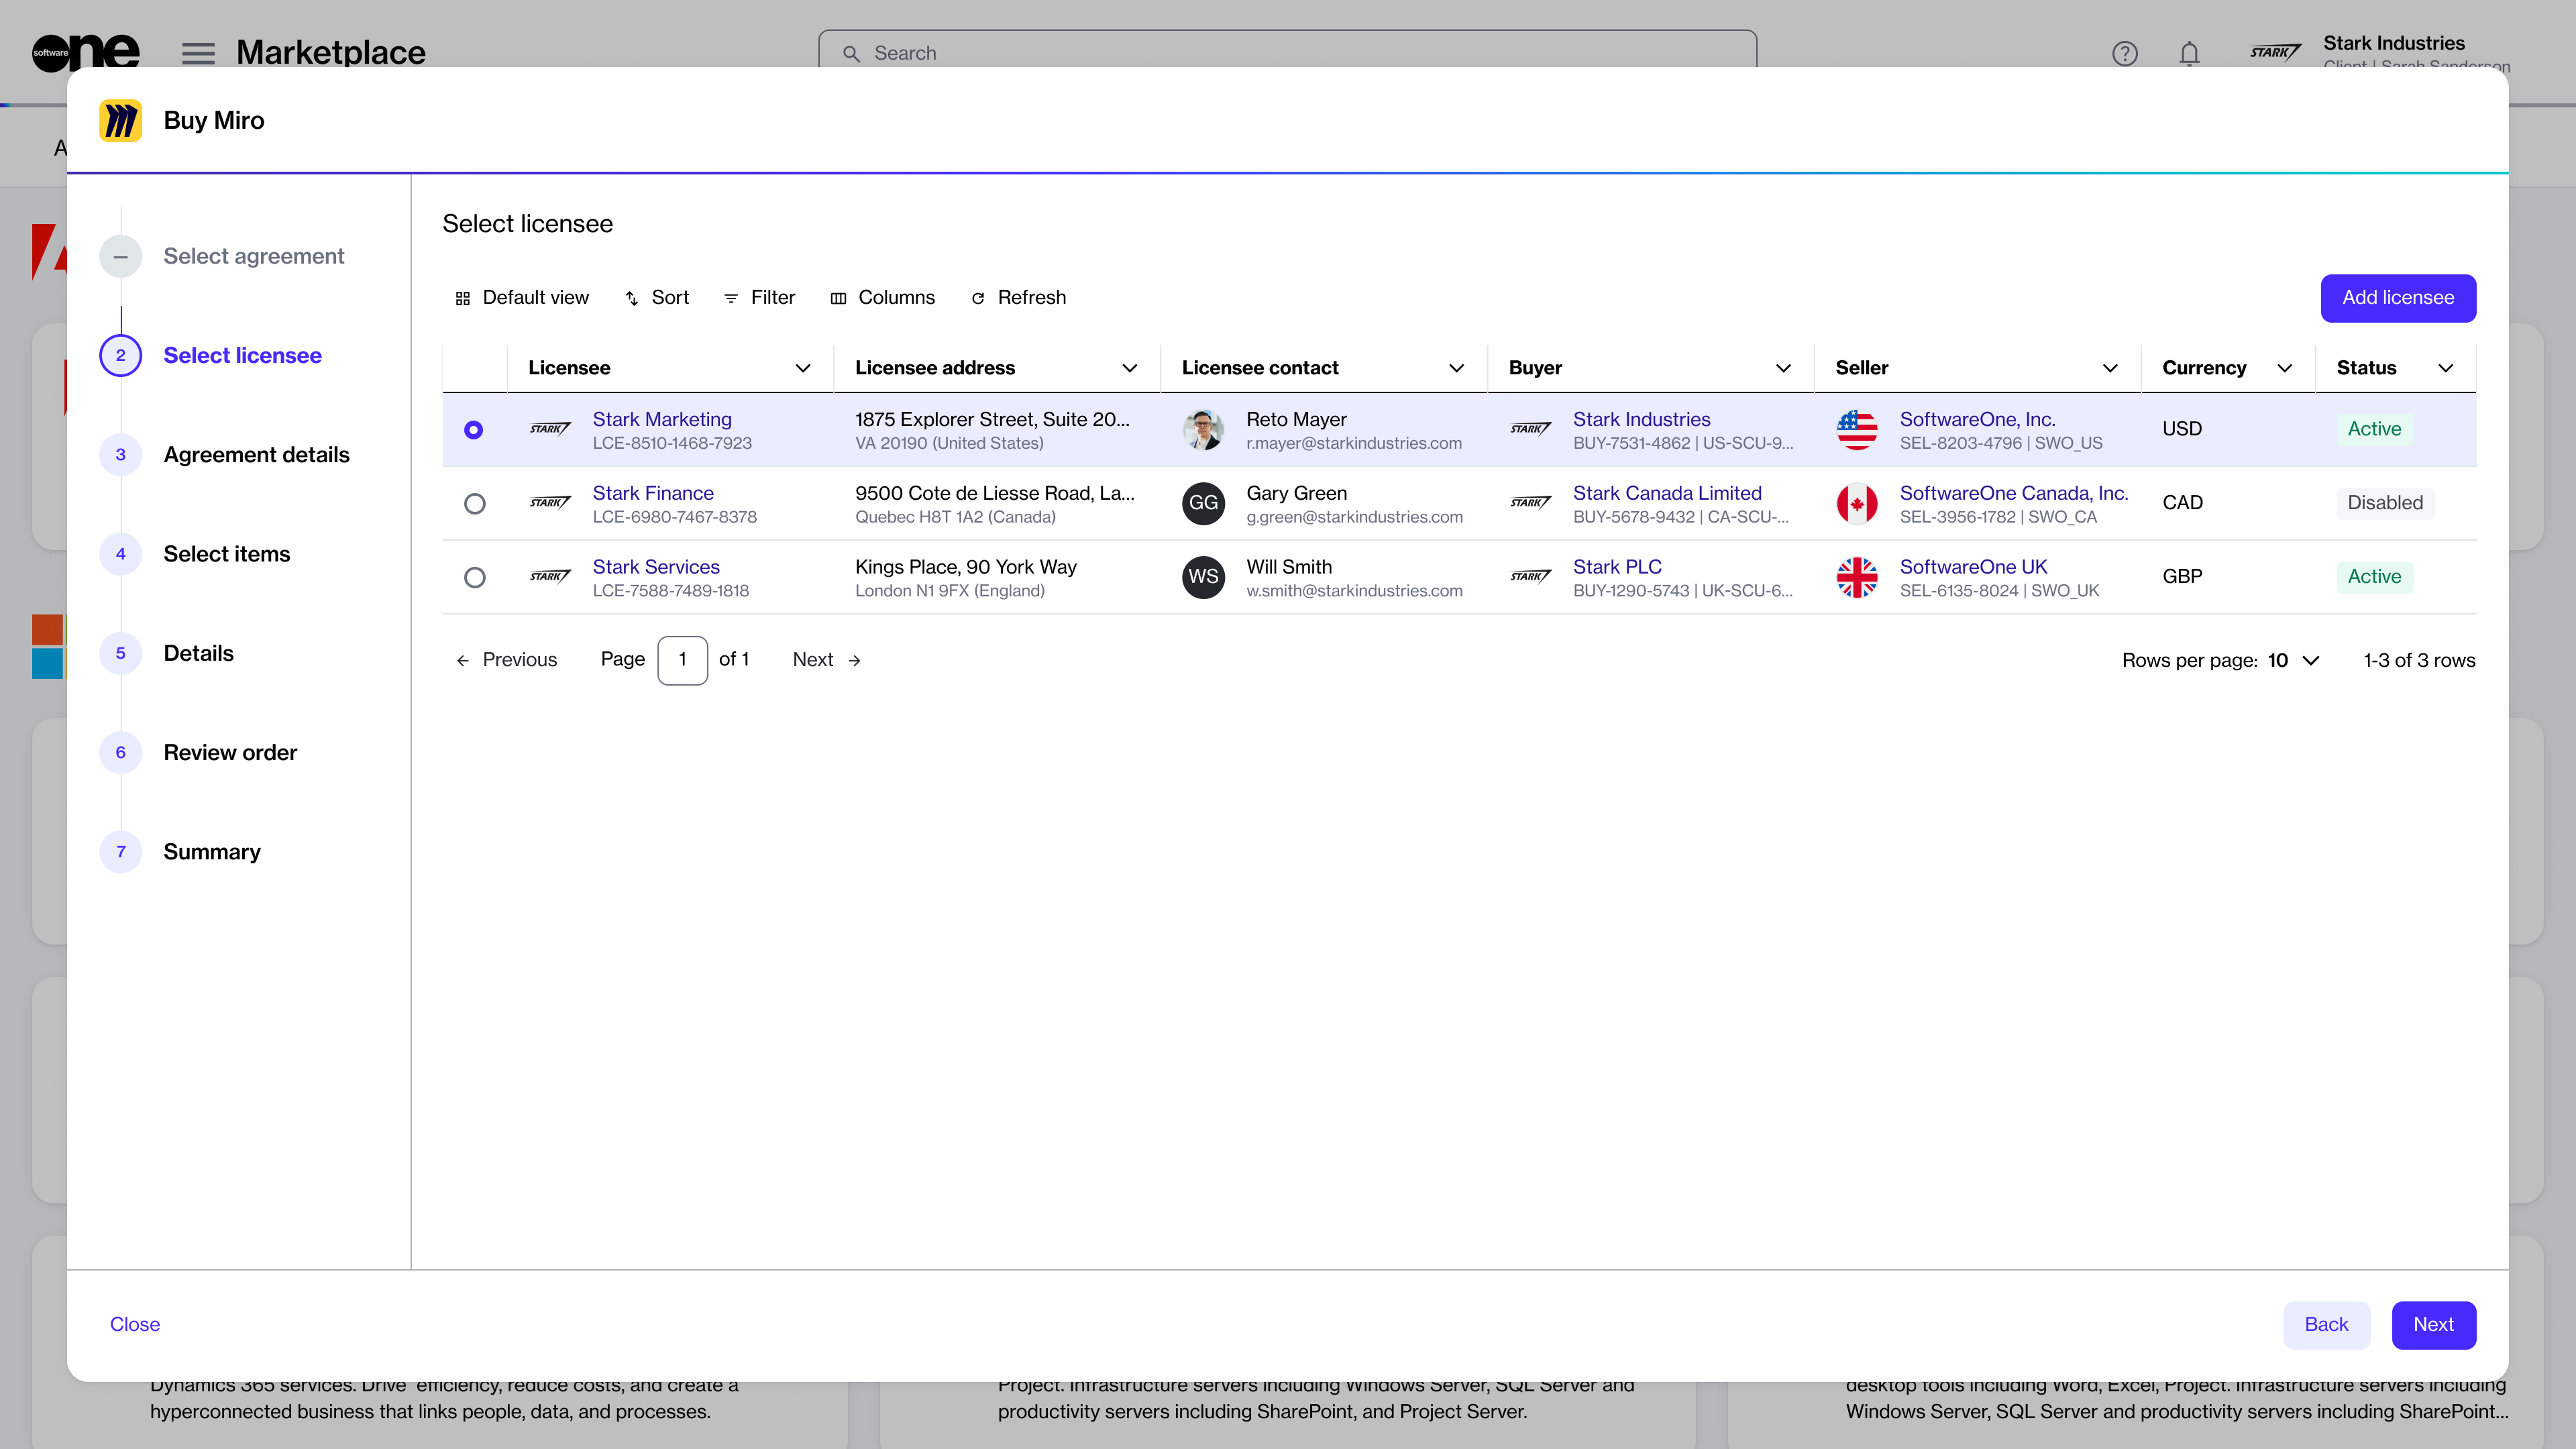 software one
Marketplace
Search
Stark Industries
Client | Sarah Sanderson
Buy Miro
A
Select agreement
2 Select licensee
3 Agreement details
4 Select items
5 Details
6 Review order
7 Summary
Select licensee
Default view Sort Filter Columns Refresh Add licensee
Licensee Licensee address Licensee contact Buyer Seller Currency Status
STARK Stark Marketing 1875 Explorer Street, Suite 20... Reto Mayer STARK Stark Industries SoftwareOne, Inc. USD Active
LCE-8510-1468-7923 VA 20190 (United States) r.mayer@starkindustries.com BUY-7531-4862 | US-SCU-9... SEL-8203-4796 | SWO_US
STARK Stark Finance 9500 Cote de Liesse Road, La... GG Gary Green STARK Stark Canada Limited SoftwareOne Canada, Inc. CAD Disabled
LCE-6980-7467-8378 Quebec H8T 1A2 (Canada) g.green@starkindustries.com BUY-5678-9432 | CA-SCU-... SEL-3956-1782 | SWO_CA
STARK Stark Services Kings Place, 90 York Way WS Will Smith STARK Stark PLC SoftwareOne UK GBP Active
LCE-7588-7489-1818 London N1 9FX (England) w.smith@starkindustries.com BUY-1290-5743 | UK-SCU-6... SEL-6135-8024 | SWO_UK
Previous Page 1 of 1 Next Rows per page: 10 1-3 of 3 rows
Close Back Next
Dynamics 365 services. Drive efficiency, reduce costs, and create a
hyperconnected business that links people, data, and processes.
Project. Infrastructure servers including Windows Server, SQL Server and
productivity servers including SharePoint, and Project Server.
desktop tools including Word, Excel, Project. Infrastructure servers including
Windows Server, SQL Server and productivity servers including SharePoint...